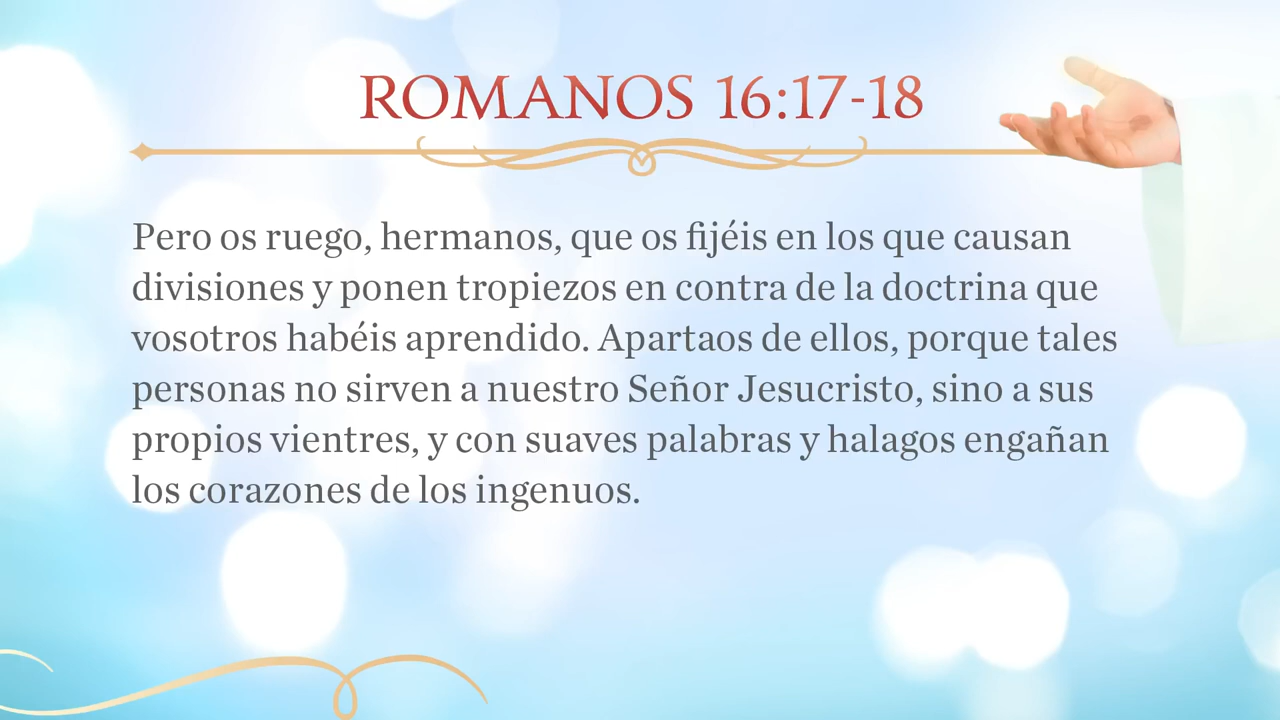 ROMANOS 16:17-18
Pero os ruego, hermanos, que os fijéis en los que causan
divisiones y ponen tropiezos en contra de la doctrina que
vosotros habéis aprendido. Apartaos de ellos, porque tales
personas no sirven a nuestro Señor Jesucristo, sino a sus
propios vientres, y con suaves palabras y halagos engañan
los corazones de los ingenuos.